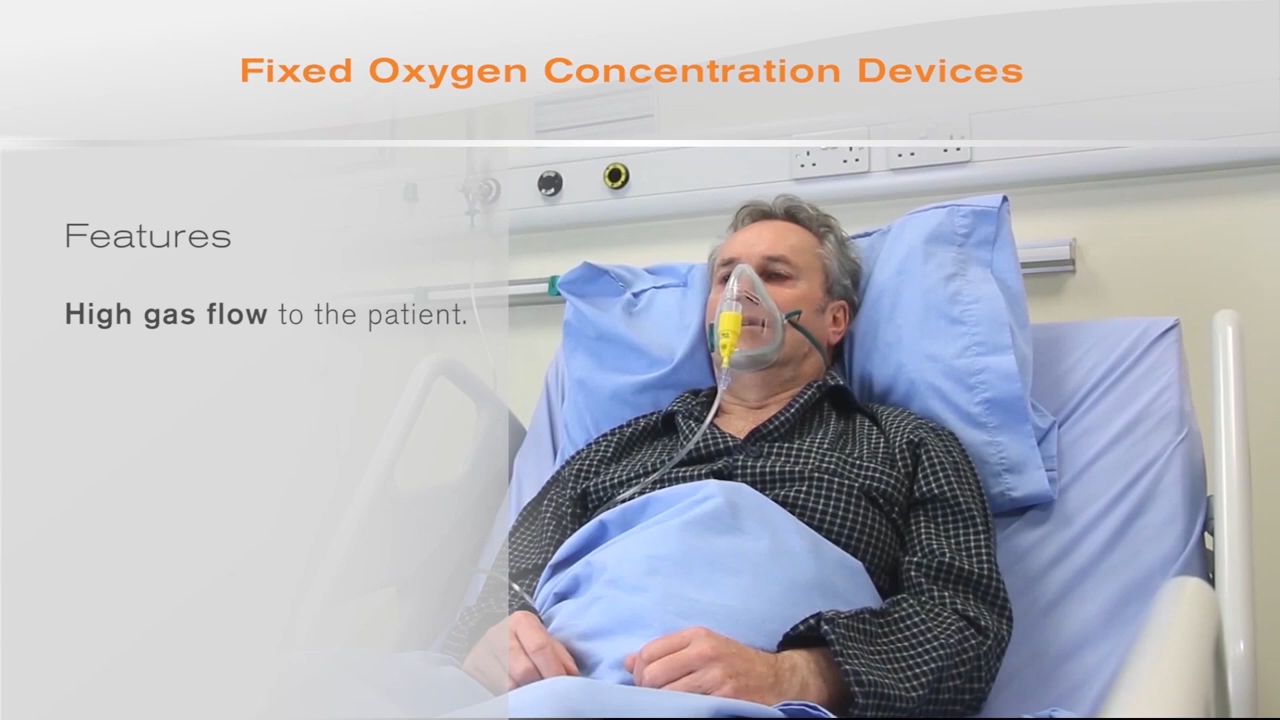 Fixed Oxygen Concentration Devices
Features
High gas flow to the patient.